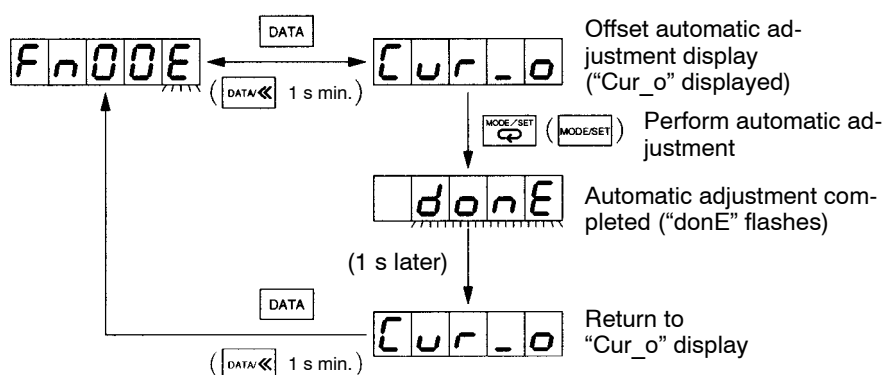 DATA
Fn00E
Cur_o
Offset automatic ad-
justment display
(“Cur_o” displayed)
( DATA/≪ 1 s min. )
MODE/SET ( MODE/SET )
Perform automatic ad-
justment
donE
Automatic adjustment com-
pleted (“donE” flashes)
(1 s later)
DATA
Cur_o
Return to
“Cur_o” display
( DATA/≪ 1 s min. )